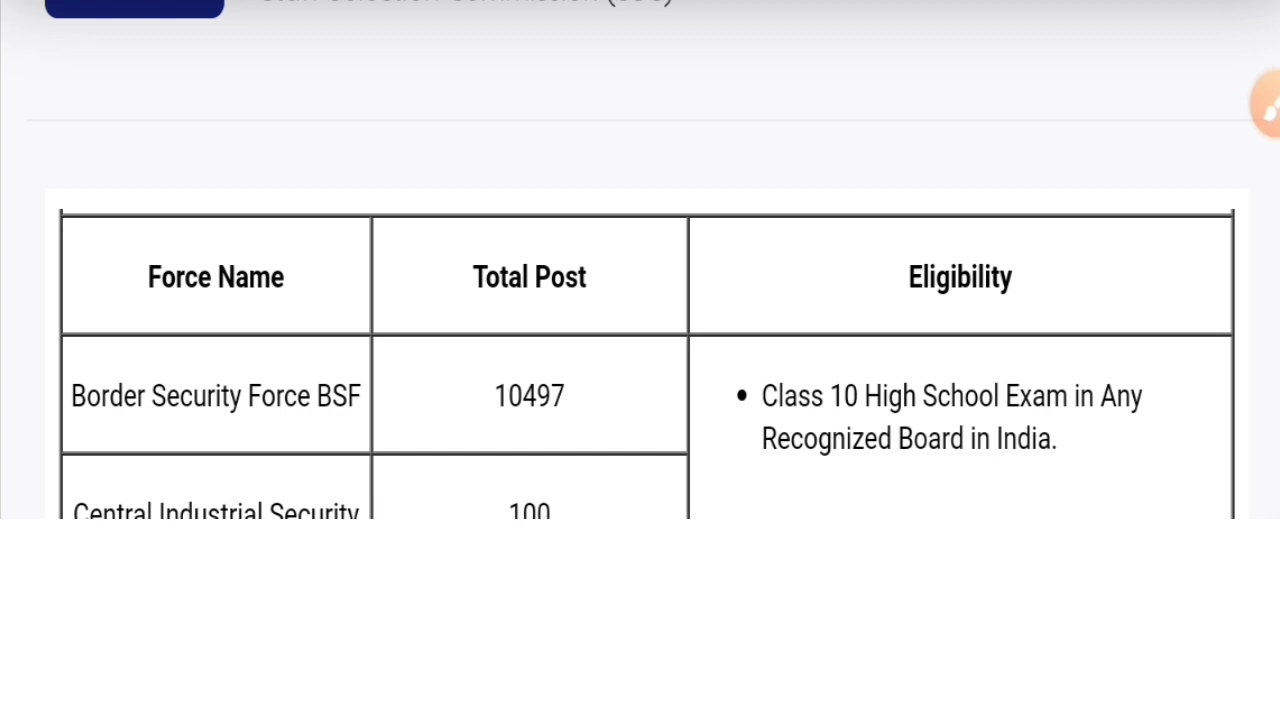 Force Name
Total Post
Eligibility
Border Security Force BSF
10497
• Class 10 High School Exam in Any
Recognized Board in India.
Central Industrial Security
100